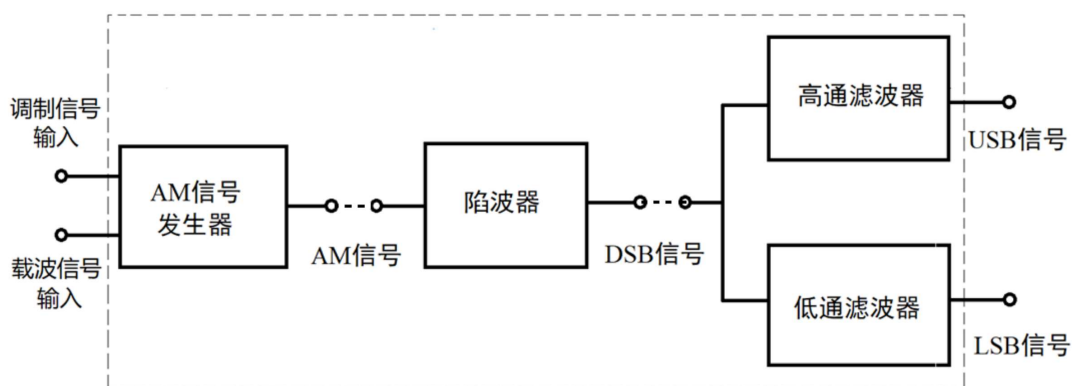 调制信号
输入
载波信号
输入
AM信号
发生器
AM信号
陷波器
DSB信号
高通滤波器
USB信号
低通滤波器
LSB信号